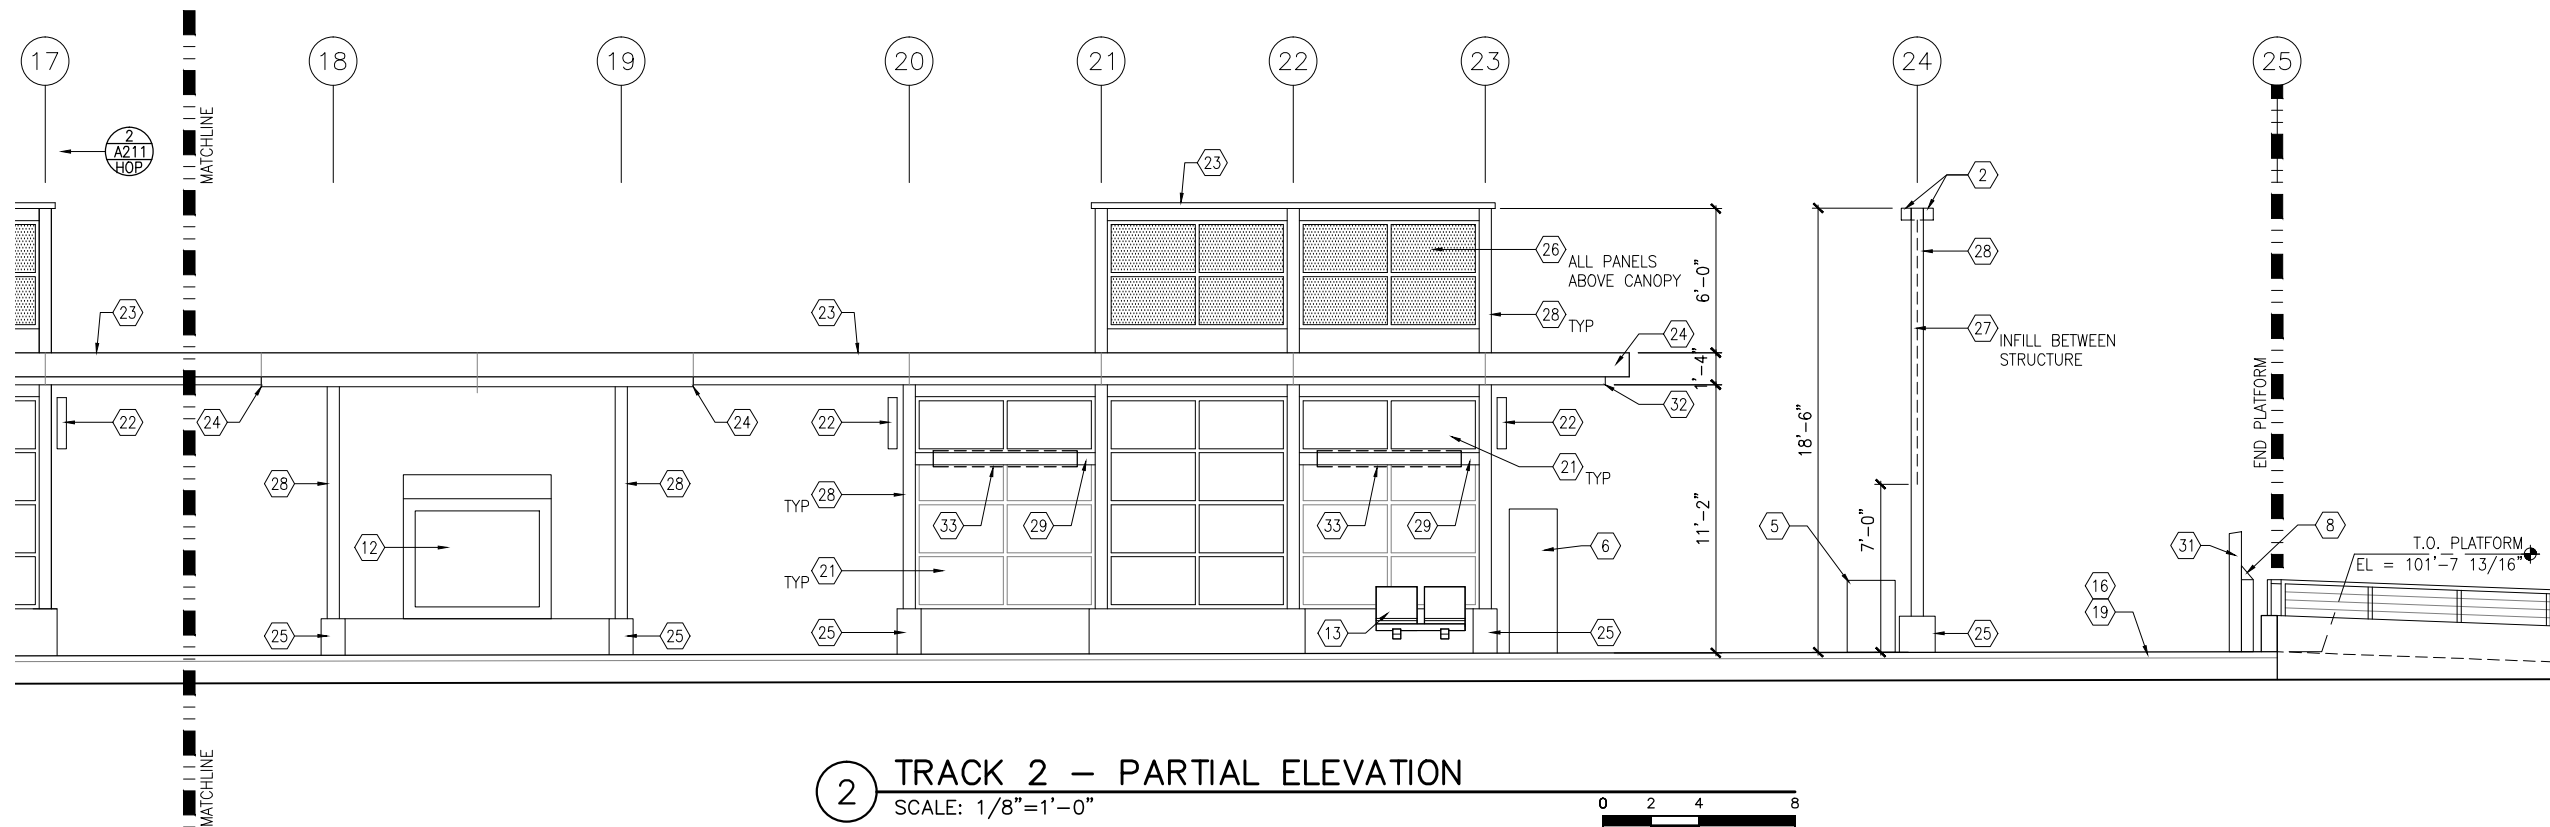 17
18
19
20
21
22
23
24
25
MATCHLINE
2
A211
HOP
23
2
26
ALL PANELS
ABOVE CANOPY
28
6'-0"
23
23
28 TYP
24
27
INFILL BETWEEN
STRUCTURE
1'-4"
END PLATFORM
22
24
24
22
22
32
18'-6"
28
28
TYP 28
33
29
33
29
21 TYP
11'-2"
7'-0"
5
31
8
12
6
T.O. PLATFORM
EL = 101'-7 13/16"
TYP 21
16
19
25
25
25
13
25
25
MATCHLINE
2
TRACK 2 - PARTIAL ELEVATION
SCALE: 1/8"=1'-0"
0 2 4 8